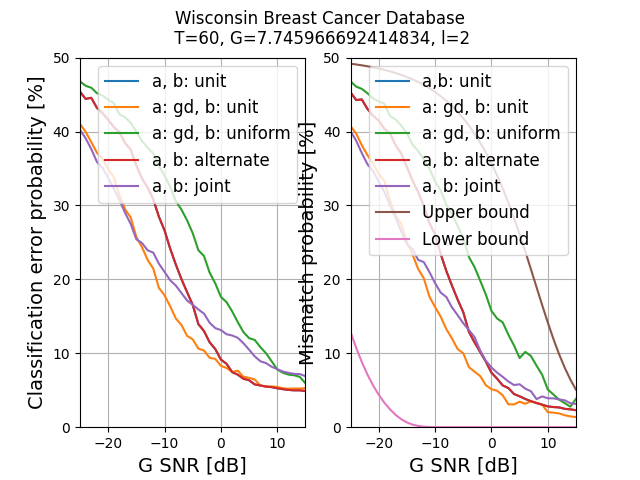 Wisconsin Breast Cancer Database
T=60, G=7.745966692414834, l=2
Classification error probability [%]
50
40
30
20
10
0
−20
−10
0
10
G SNR [dB]
a, b: unit
a: gd, b: unit
a: gd, b: uniform
a, b: alternate
a, b: joint
Mismatch probability [%]
50
40
30
20
10
0
−20
−10
0
10
G SNR [dB]
a,b: unit
a: gd, b: unit
a: gd, b: uniform
a, b: alternate
a, b: joint
Upper bound
Lower bound